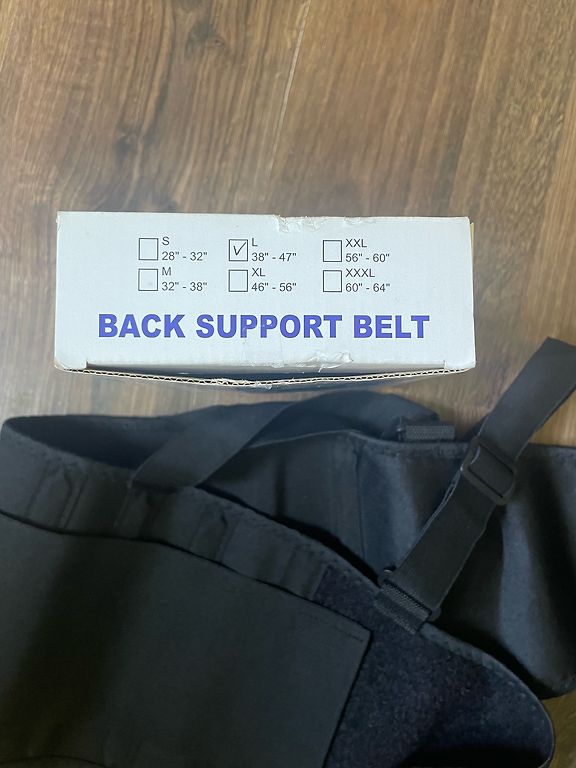 S
28" - 32"
L
38" - 47"
XXL
56" - 60"
M
32" - 38"
XL
46" - 56"
XXXL
60" - 64"
BACK SUPPORT BELT